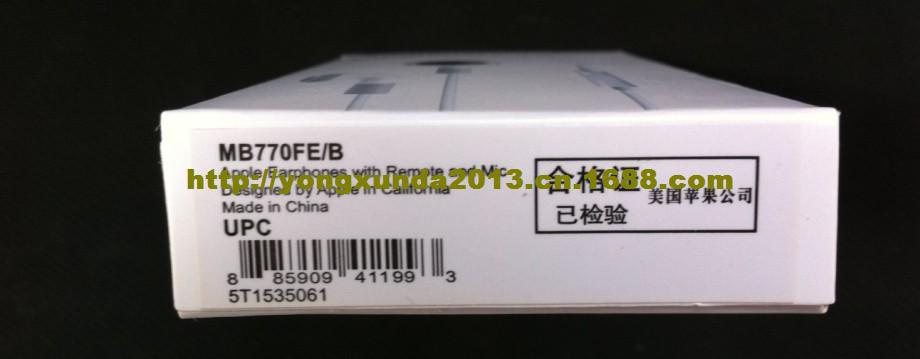 MB770FE/B
Apple Earphones with Remote and Mic
Designed by Apple in California
Made in China
UPC
8 85909 41199 3
5T1535061
合格证
已检验
美国苹果公司
http://yongxunda2013.cn.1688.com